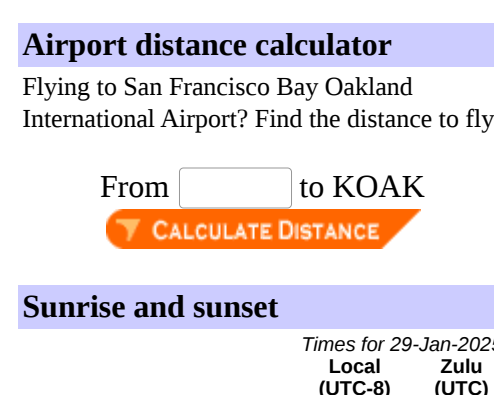 Airport distance calculator
Flying to San Francisco Bay Oakland
International Airport? Find the distance to fly
From to KOAK
CALCULATE DISTANCE
Sunrise and sunset
Times for 29-Jan-2025
Local Zulu
(UTC-8) (UTC)